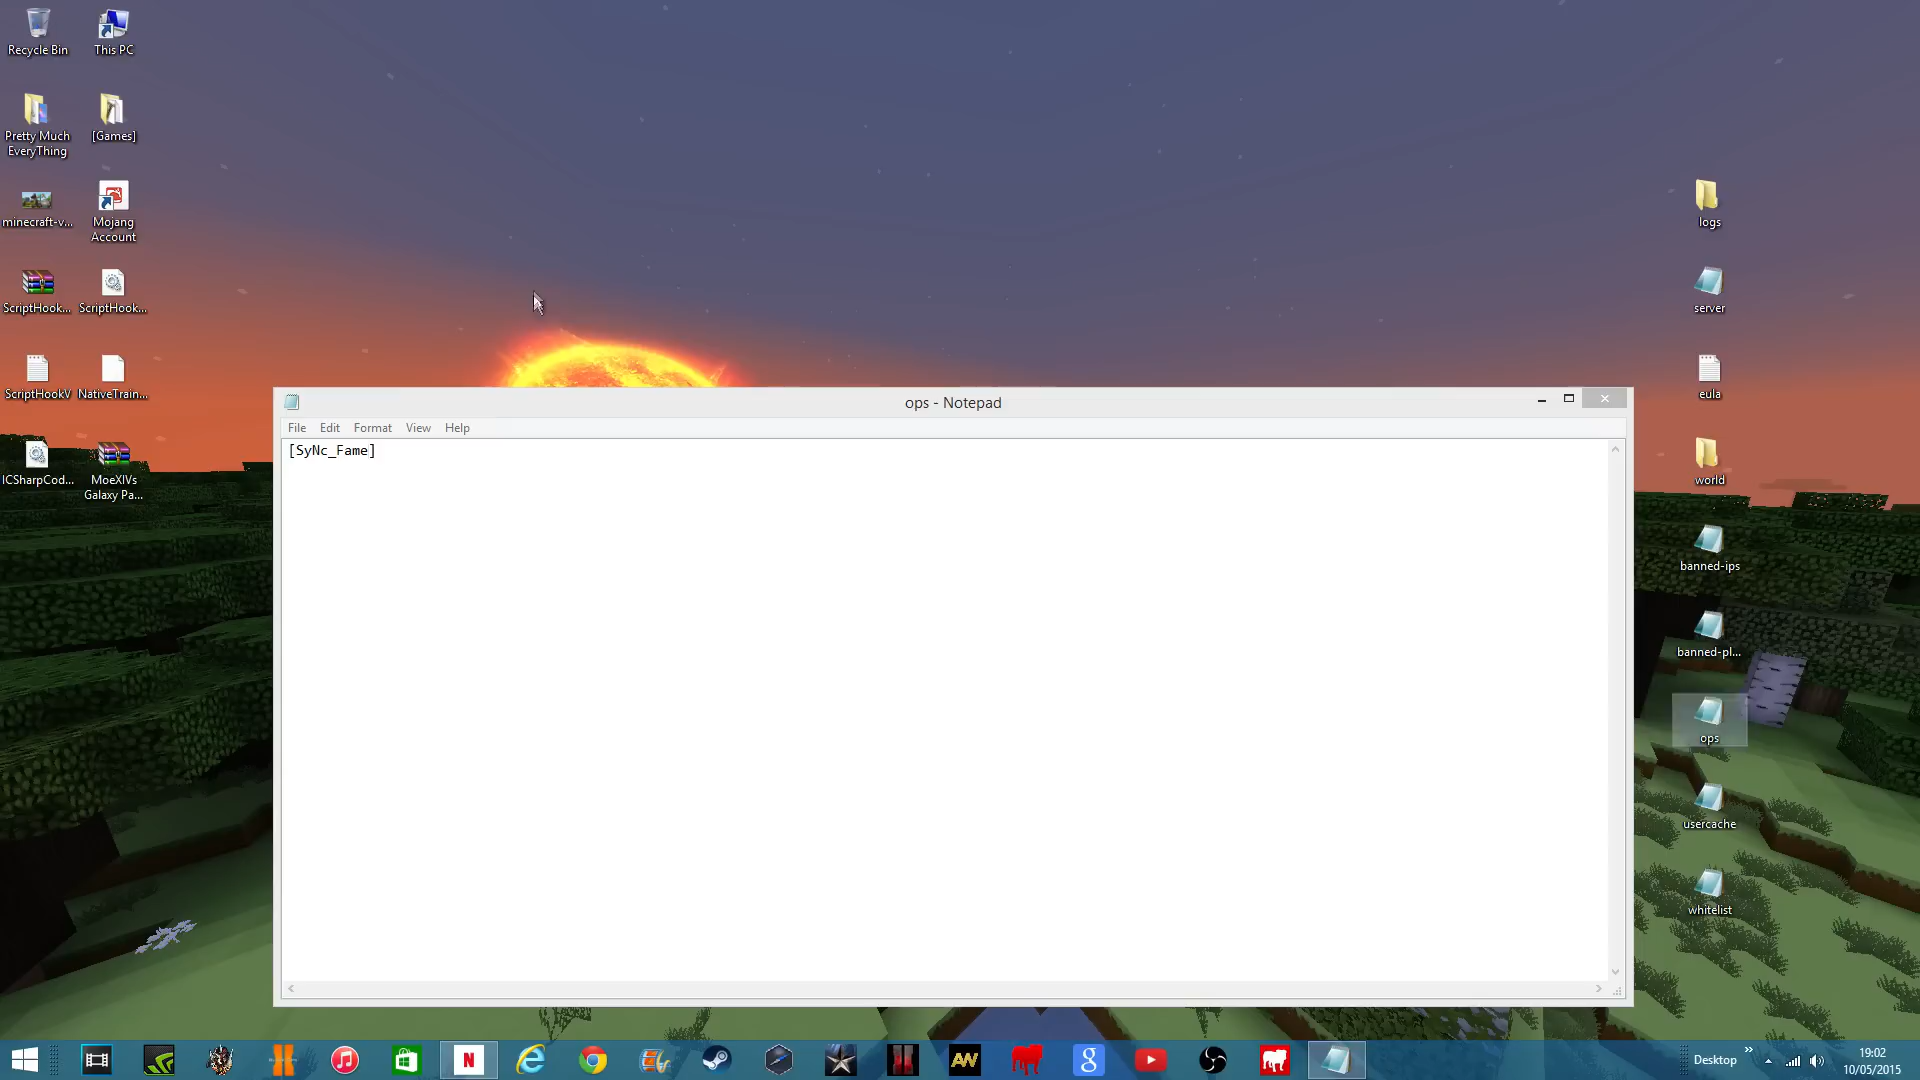 Recycle Bin
This PC
Pretty Much
EveryThing
[Games]
minecraft-v...
Mojang
Account
ScriptHook...
ScriptHook...
ScriptHookV
NativeTrain...
ICSharpCod...
MoeXIVs
Galaxy Pa...
ops - Notepad
File Edit Format View Help
[SyNc_Fame]
logs
server
eula
world
banned-ips
banned-pl...
ops
usercache
whitelist
N
AW
g
Desktop
19:02
10/05/2015